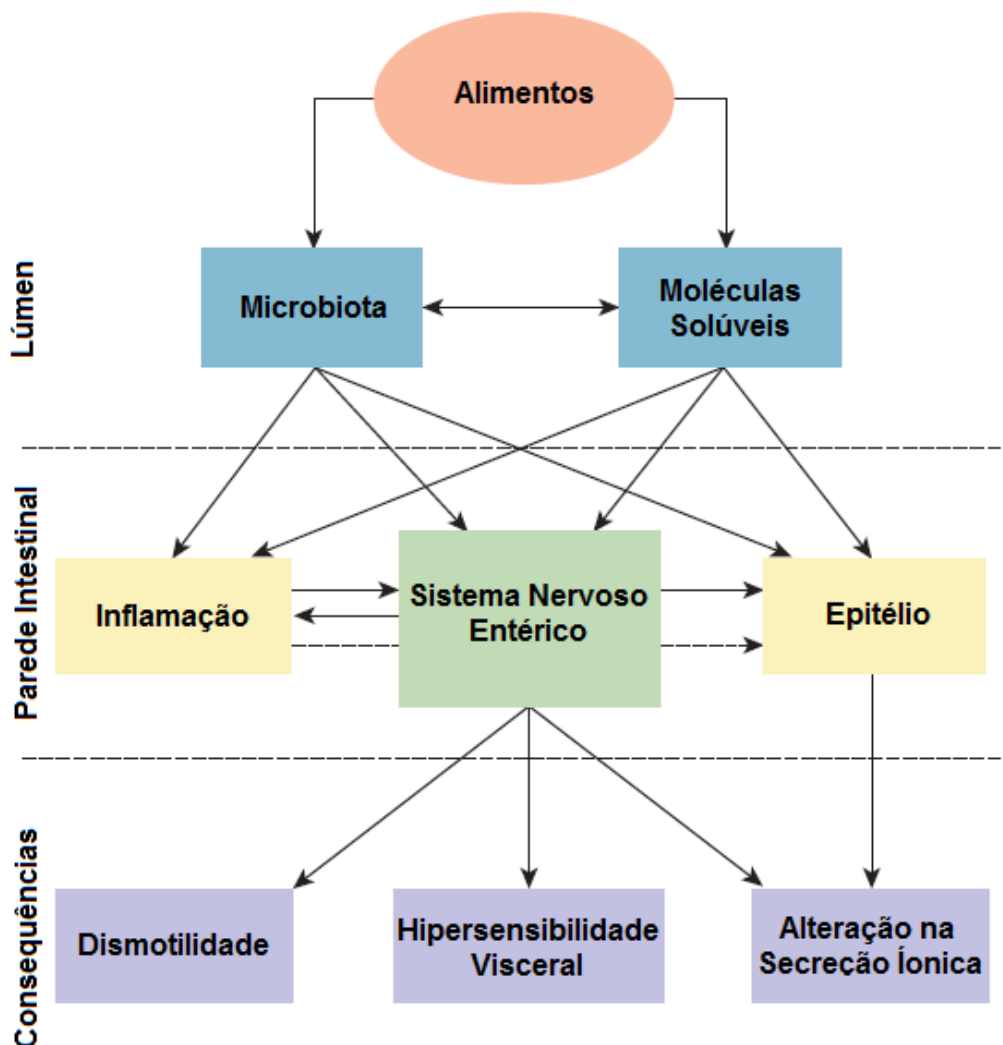 Alimentos
Lúmen
Microbiota
Moléculas
Solúveis
Parede Intestinal
Inflamação
Sistema Nervoso
Entérico
Epitélio
Consequências
Dismotilidade
Hipersensibilidade
Visceral
Alteração na
Secreção Íonica